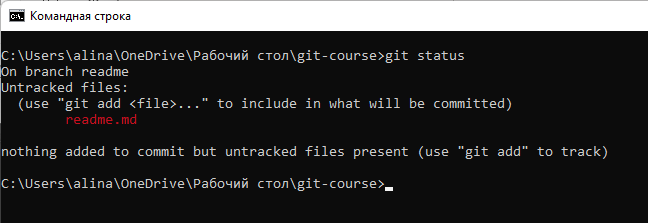 Командная строка
C:\Users\alina\OneDrive\Рабочий стол\git-course>git status
On branch readme
Untracked files:
  (use "git add <file>..." to include in what will be committed)
        readme.md
nothing added to commit but untracked files present (use "git add" to track)
C:\Users\alina\OneDrive\Рабочий стол\git-course>